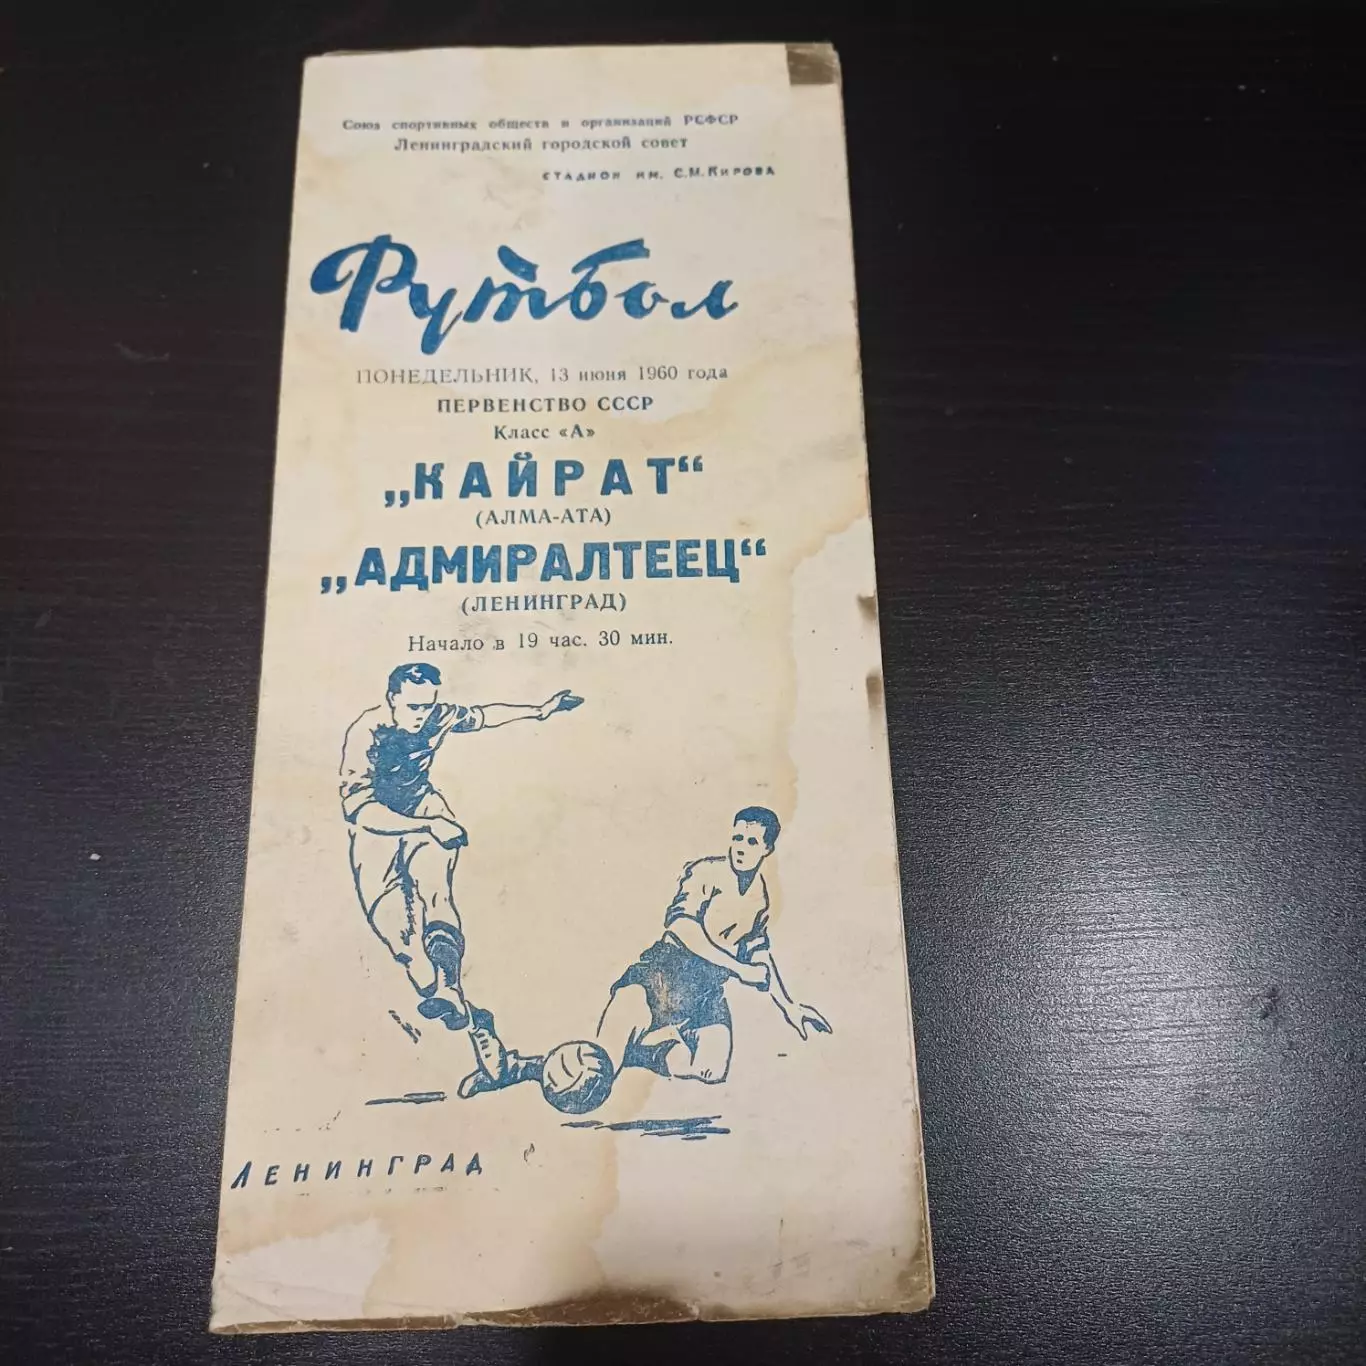 Союз спортивных обществ и организаций РСФСР
Ленинградский городской совет
СТАДИОН ИМ. С.М.КИРОВА
Футбол
ПОНЕДЕЛЬНИК, 13 июня 1960 года
ПЕРВЕНСТВО СССР
Класс «А»
„КАЙРАТ“
(АЛМА-АТА)
„АДМИРАЛТЕЕЦ“
(ЛЕНИНГРАД)
Начало в 19 час. 30 мин.
ЛЕНИНГРАД